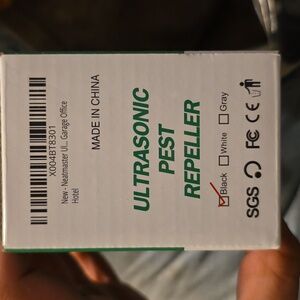 X004BT8301
New - Neatmaster Ul... Garage Office
Hotel
MADE IN CHINA
ULTRASONIC
PEST
REPELLER
Black White Gray
SGS FC CE